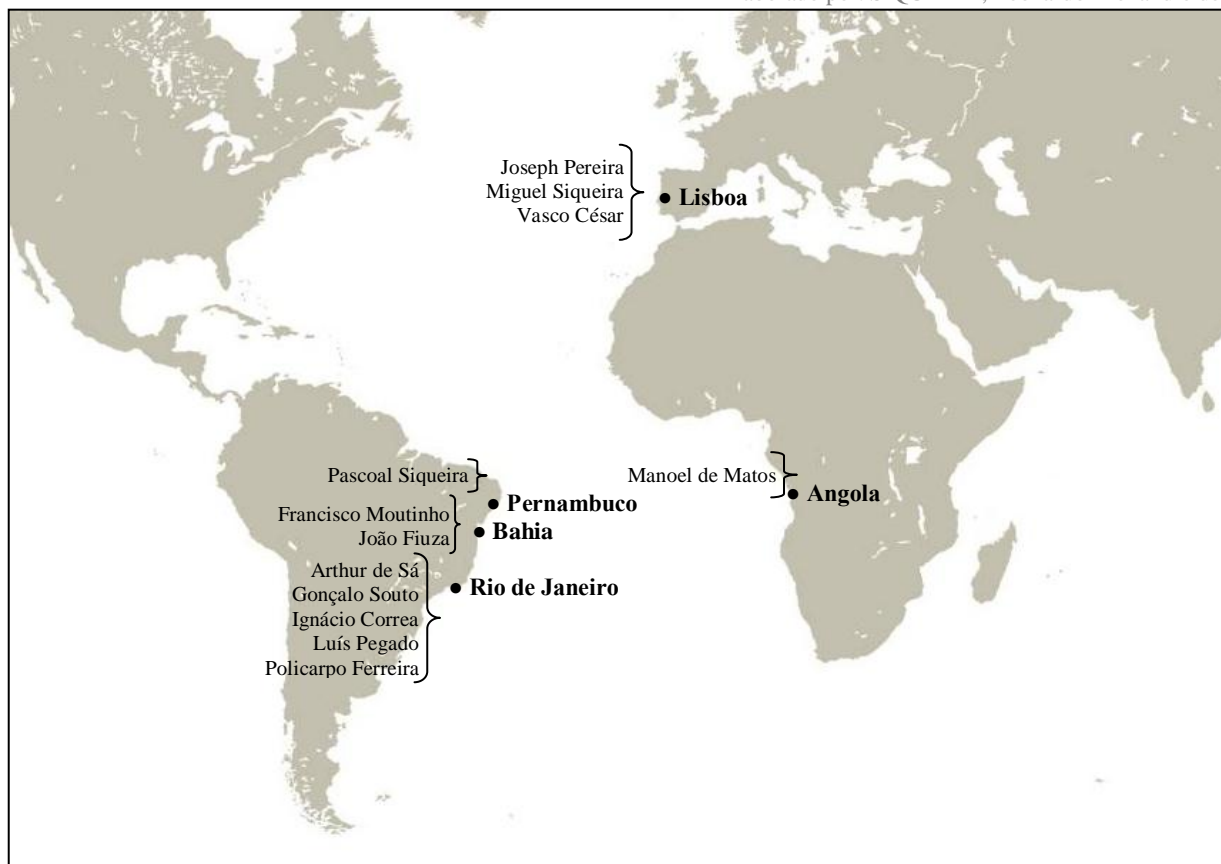 Joseph Pereira
Miguel Siqueira
Vasco César
Lisboa
Pascoal Siqueira
Pernambuco
Francisco Moutinho
João Fiuza
Bahia
Manoel de Matos
Angola
Arthur de Sá
Gonçalo Souto
Ignácio Correa
Luís Pegado
Policarpo Ferreira
Rio de Janeiro